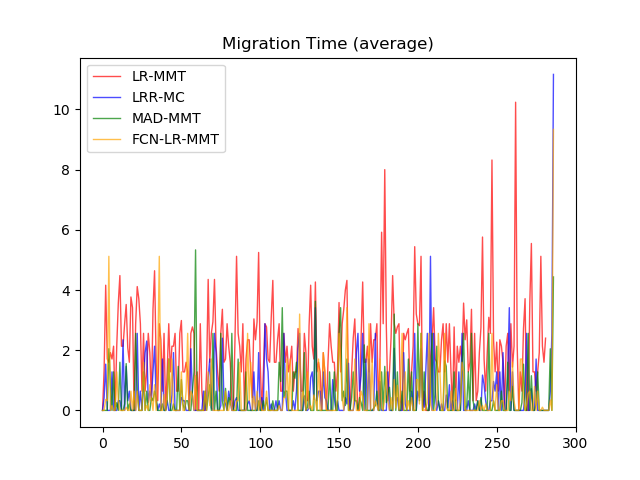 Migration Time (average)
LR-MMT
LRR-MC
MAD-MMT
FCN-LR-MMT
10
8
6
4
2
0
0 50 100 150 200 250 300